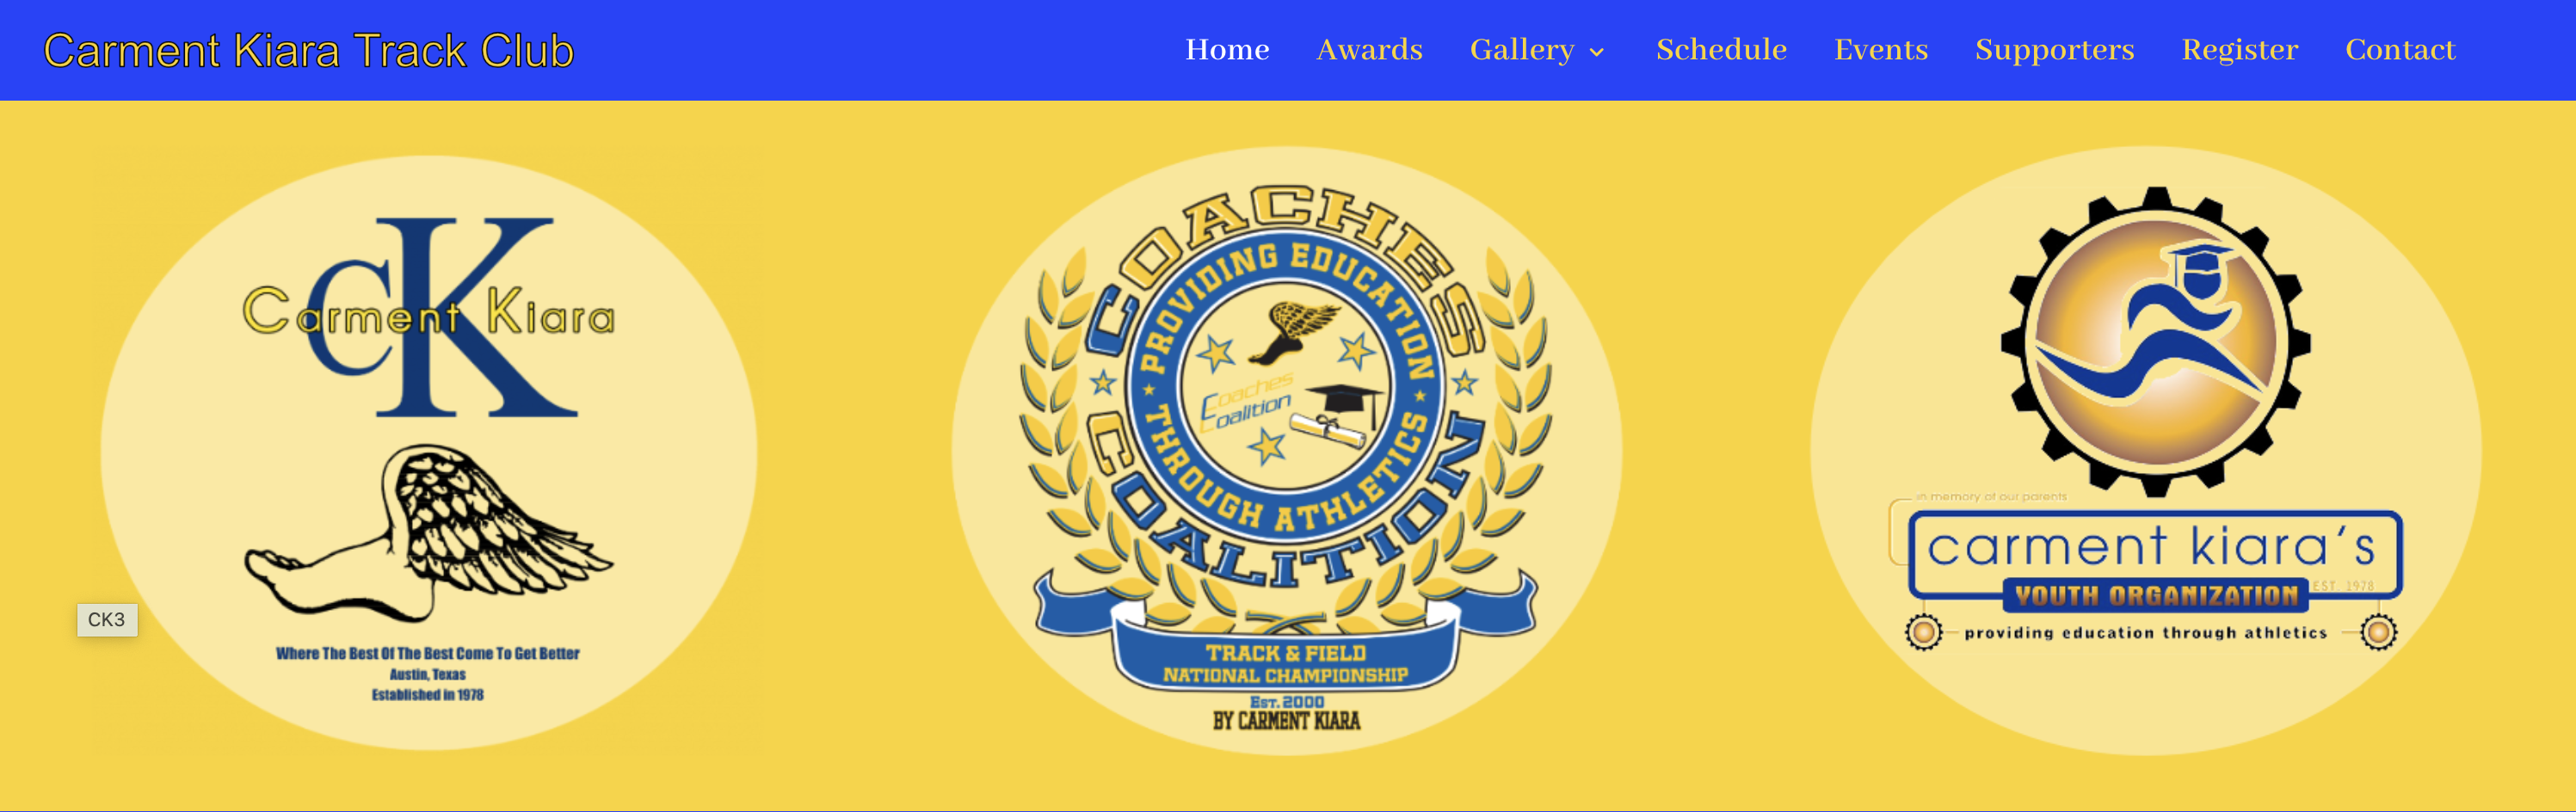 Carment Kiara Track Club
Home Awards Gallery Schedule Events Supporters Register Contact
CK
Carment Kiara
Where The Best Of The Best Come To Get Better
Austin, Texas
Established in 1978
CK3
COACHES
COALITION
PROVIDING EDUCATION
THROUGH ATHLETICS
Coaches
Coalition
TRACK & FIELD
NATIONAL CHAMPIONSHIP
EST. 2000
BY CARMENT KIARA
in memory of our parents
carment kiara's
EST. 1978
YOUTH ORGANIZATION
providing education through athletics